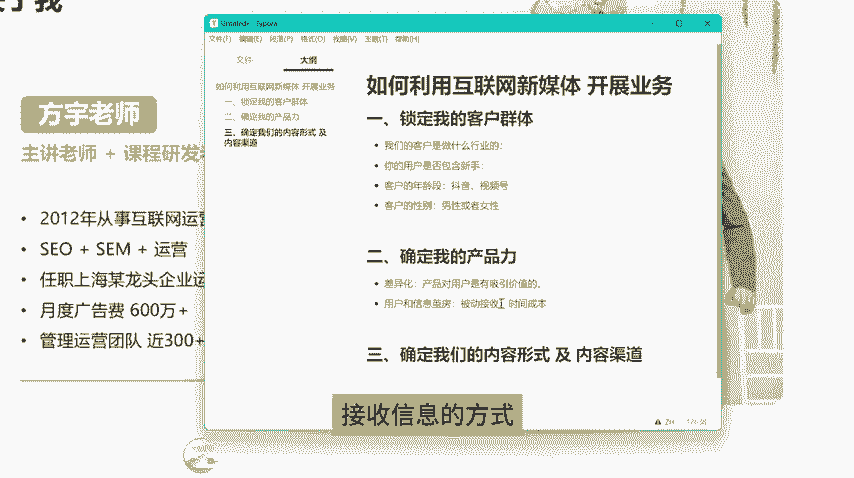 方宇老师
主讲老师 + 课程研发
• 2012年从事互联网运营
• SEO + SEM + 运营
• 任职上海某龙头企业运
• 月度广告费 600万+
• 管理运营团队 近300+
文件(F) 编辑(E) 段落(P) 格式(O) 视图(V) 主题(T) 帮助(H)
文件 大纲
如何利用互联网新媒体 开展业务
一、锁定我的客户群体
二、确定我的产品力
三、确定我们的内容形式 及
内容渠道
如何利用互联网新媒体 开展业务
一、锁定我的客户群体
• 我们的客户是做什么行业的:
• 你的用户是否包含新手:
• 客户的年龄段: 抖音、视频号
• 客户的性别: 男性或者女性
二、确定我的产品力
• 差异化: 产品对用户是有吸引价值的。
• 用户和信息茧房: 被动接收 时间成本
三、确定我们的内容形式 及 内容渠道
接收信息的方式